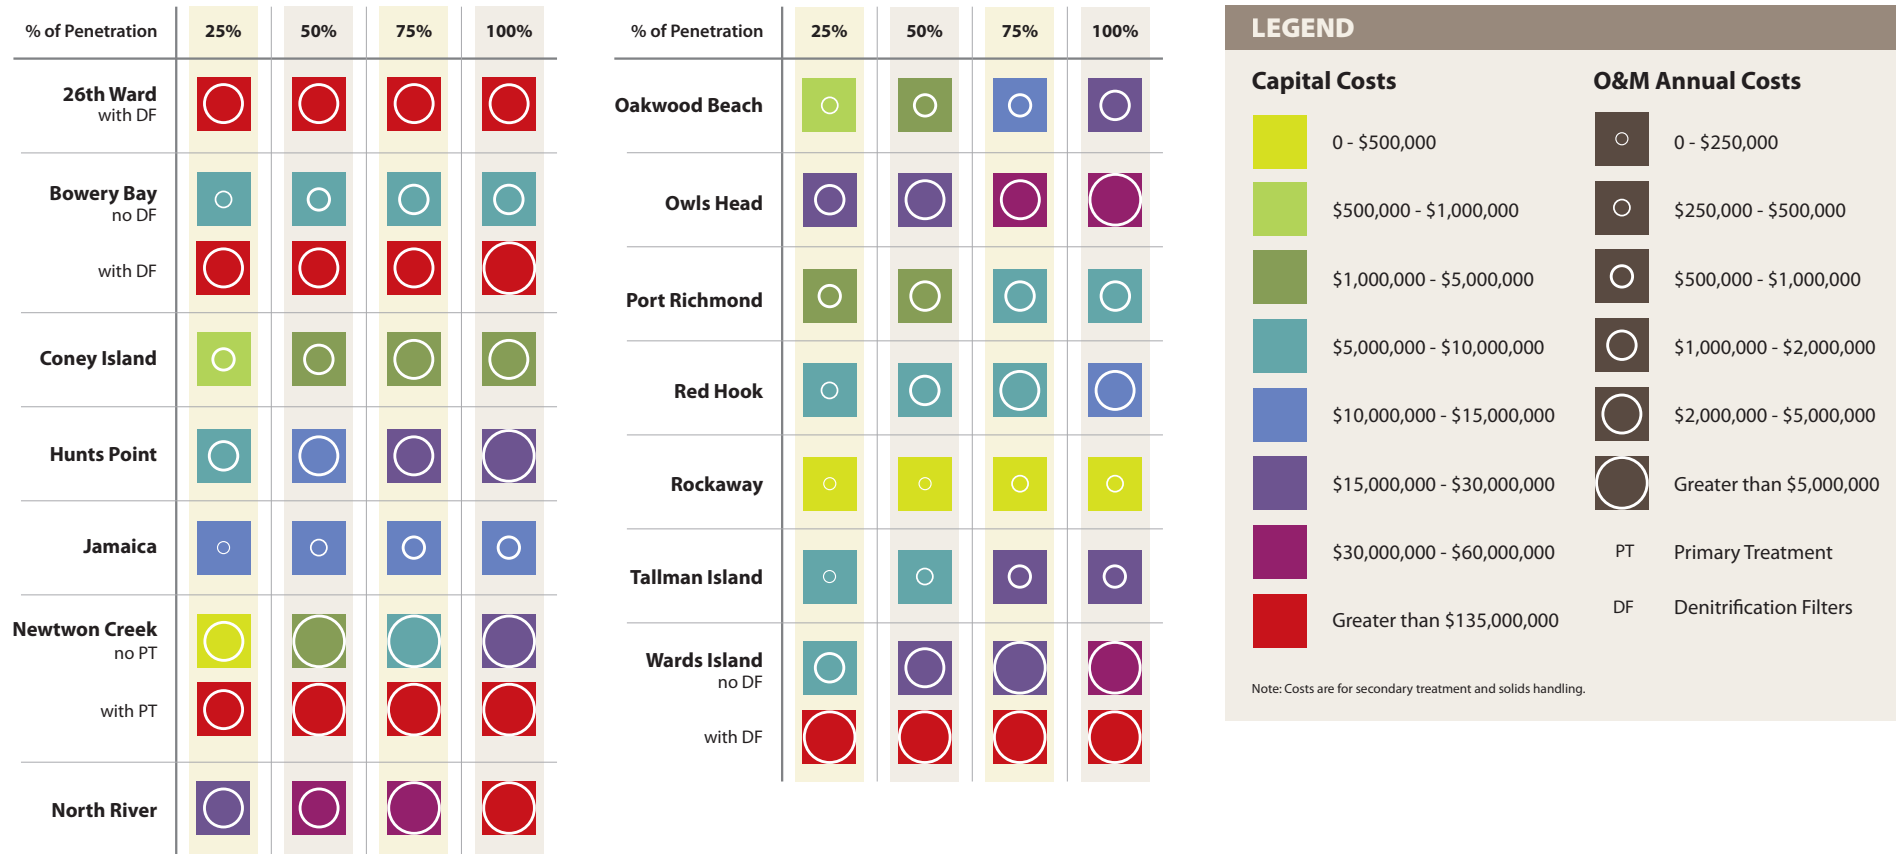 % of Penetration 25% 50% 75% 100%
26th Ward
with DF
Bowery Bay
no DF
with DF
Coney Island
Hunts Point
Jamaica
Newtwon Creek
no PT
with PT
North River
% of Penetration 25% 50% 75% 100%
Oakwood Beach
Owls Head
Port Richmond
Red Hook
Rockaway
Tallman Island
Wards Island
no DF
with DF
LEGEND
Capital Costs
0 - $500,000
$500,000 - $1,000,000
$1,000,000 - $5,000,000
$5,000,000 - $10,000,000
$10,000,000 - $15,000,000
$15,000,000 - $30,000,000
$30,000,000 - $60,000,000
Greater than $135,000,000
O&M Annual Costs
0 - $250,000
$250,000 - $500,000
$500,000 - $1,000,000
$1,000,000 - $2,000,000
$2,000,000 - $5,000,000
Greater than $5,000,000
PT Primary Treatment
DF Denitrification Filters
Note: Costs are for secondary treatment and solids handling.